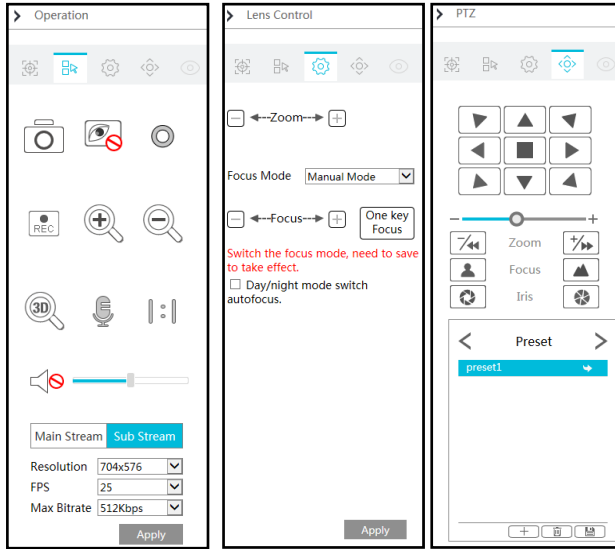 Operation
REC
3D
1:1
Main Stream Sub Stream
Resolution 704x576
FPS 25
Max Bitrate 512Kbps
Apply
Lens Control
Zoom
Focus Mode Manual Mode
Focus
One key
Focus
Switch the focus mode, need to save
to take effect.
Day/night mode switch
autofocus.
Apply
PTZ
Zoom
Focus
Iris
Preset
preset1